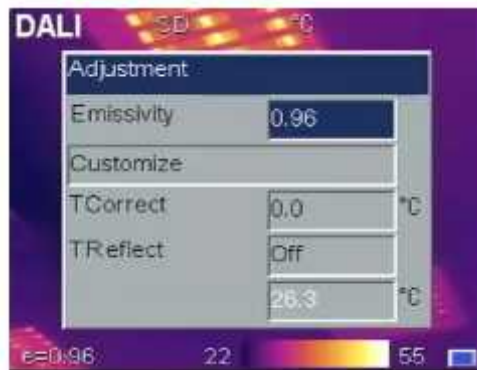 DALI SD °C
Adjustment
Emissivity 0.96
Customize
TCorrect 0.0 °C
TReflect Off
26.3 °C
e=0.96 22 55